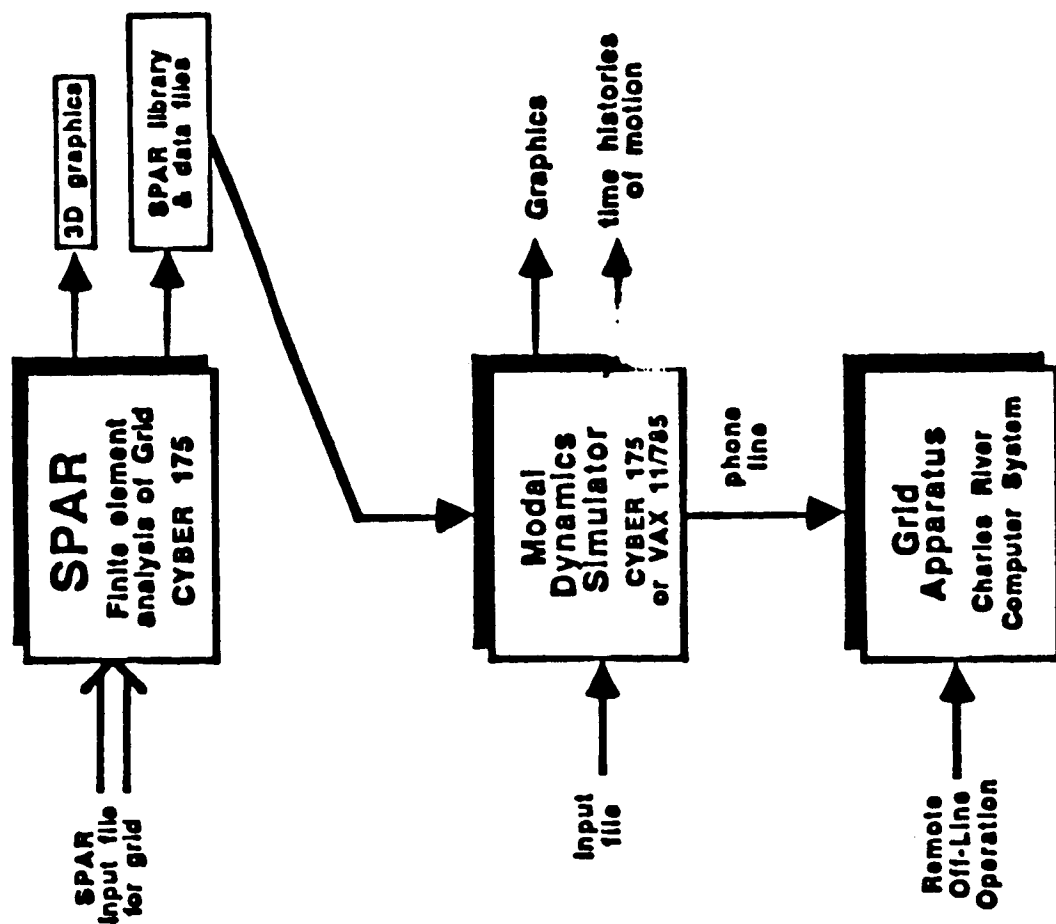 SPAR
Input file
for grid
SPAR
Finite element
analysis of Grid
CYBER 175
3D graphics
SPAR library
& data files
Input
file
Modal
Dynamics
Simulator
CYBER 175
or VAX 11/785
Graphics
time histories
of motion
phone
line
Remote
Off-Line
Operation
Grid
Apparatus
Charles River
Computer System